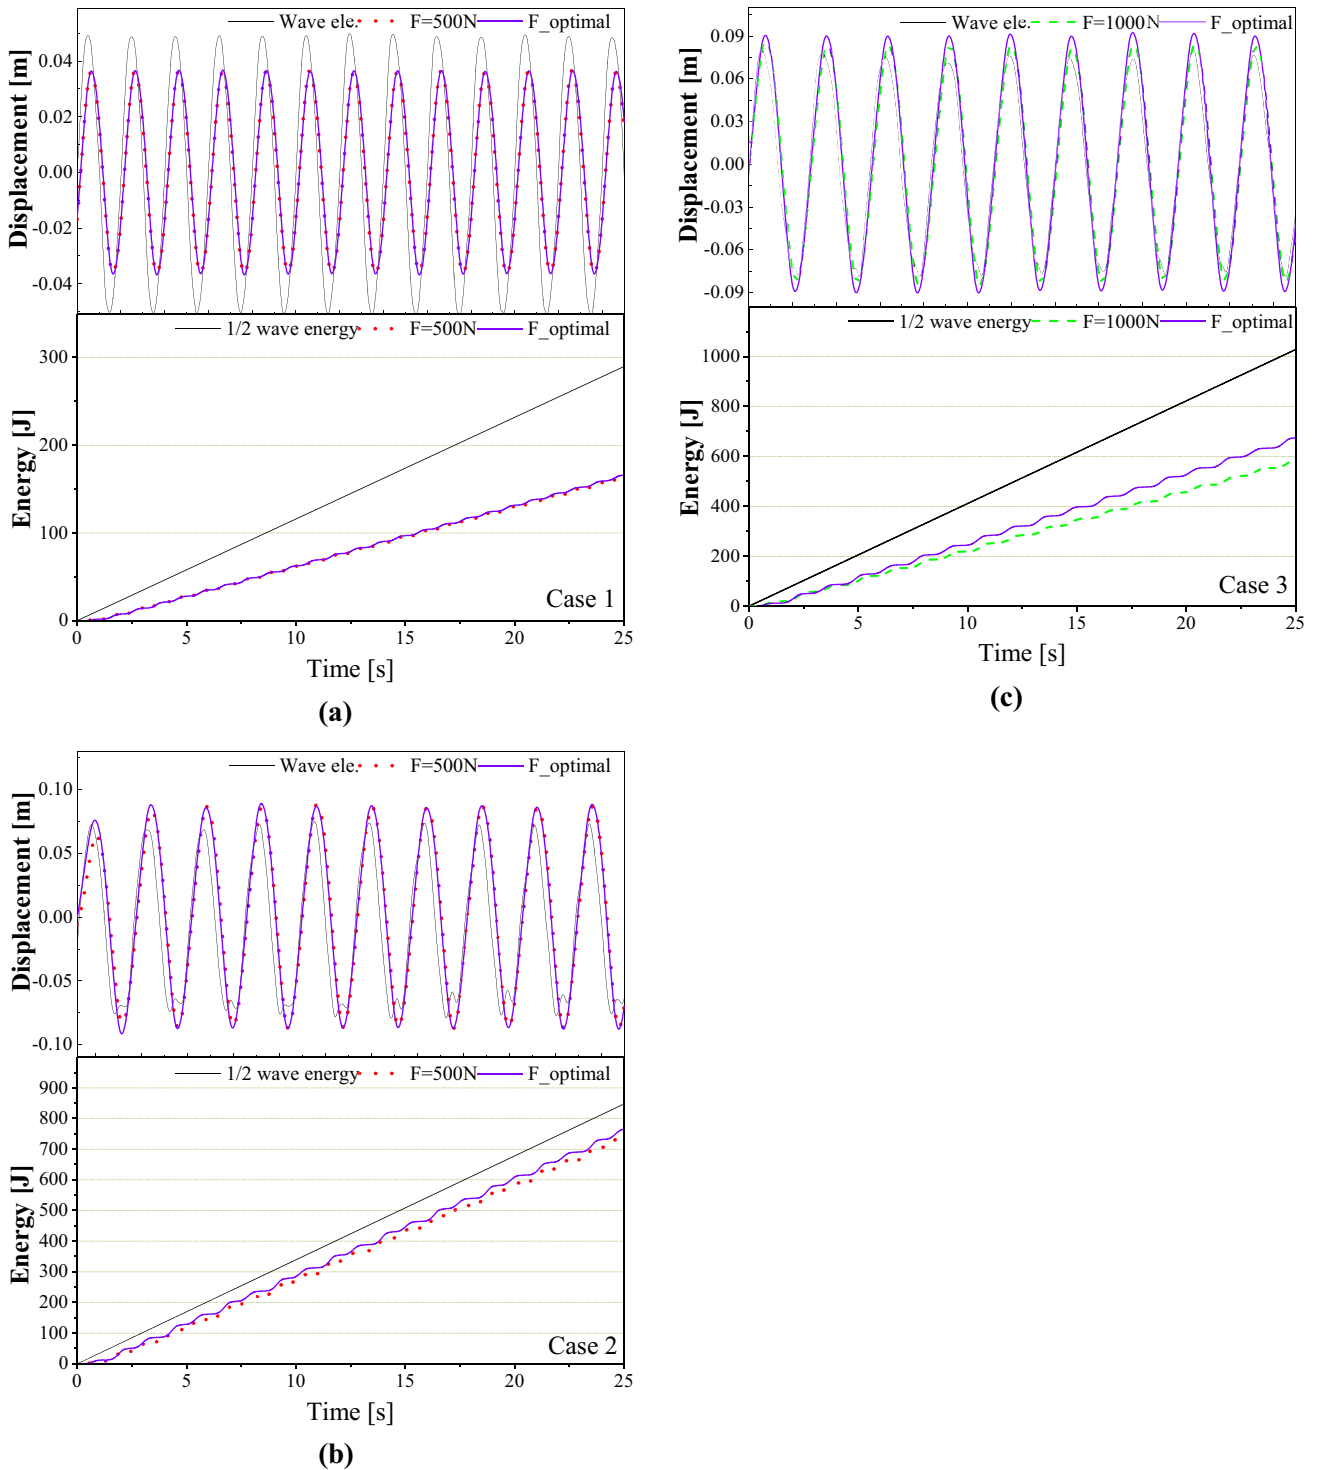 Wave ele. F=500N F_optimal
Displacement [m]
0.04
0.02
0.00
-0.02
-0.04
1/2 wave energy F=500N F_optimal
Energy [J]
300
200
100
0
Case 1
0 5 10 15 20 25
Time [s]
(a)
Wave ele. F=1000N F_optimal
Displacement [m]
0.09
0.06
0.03
0.00
-0.03
-0.06
-0.09
1/2 wave energy F=1000N F_optimal
Energy [J]
1000
800
600
400
200
0
Case 3
0 5 10 15 20 25
Time [s]
(c)
Wave ele. F=500N F_optimal
Displacement [m]
0.10
0.05
0.00
-0.05
-0.10
1/2 wave energy F=500N F_optimal
Energy [J]
900
800
700
600
500
400
300
200
100
0
Case 2
0 5 10 15 20 25
Time [s]
(b)